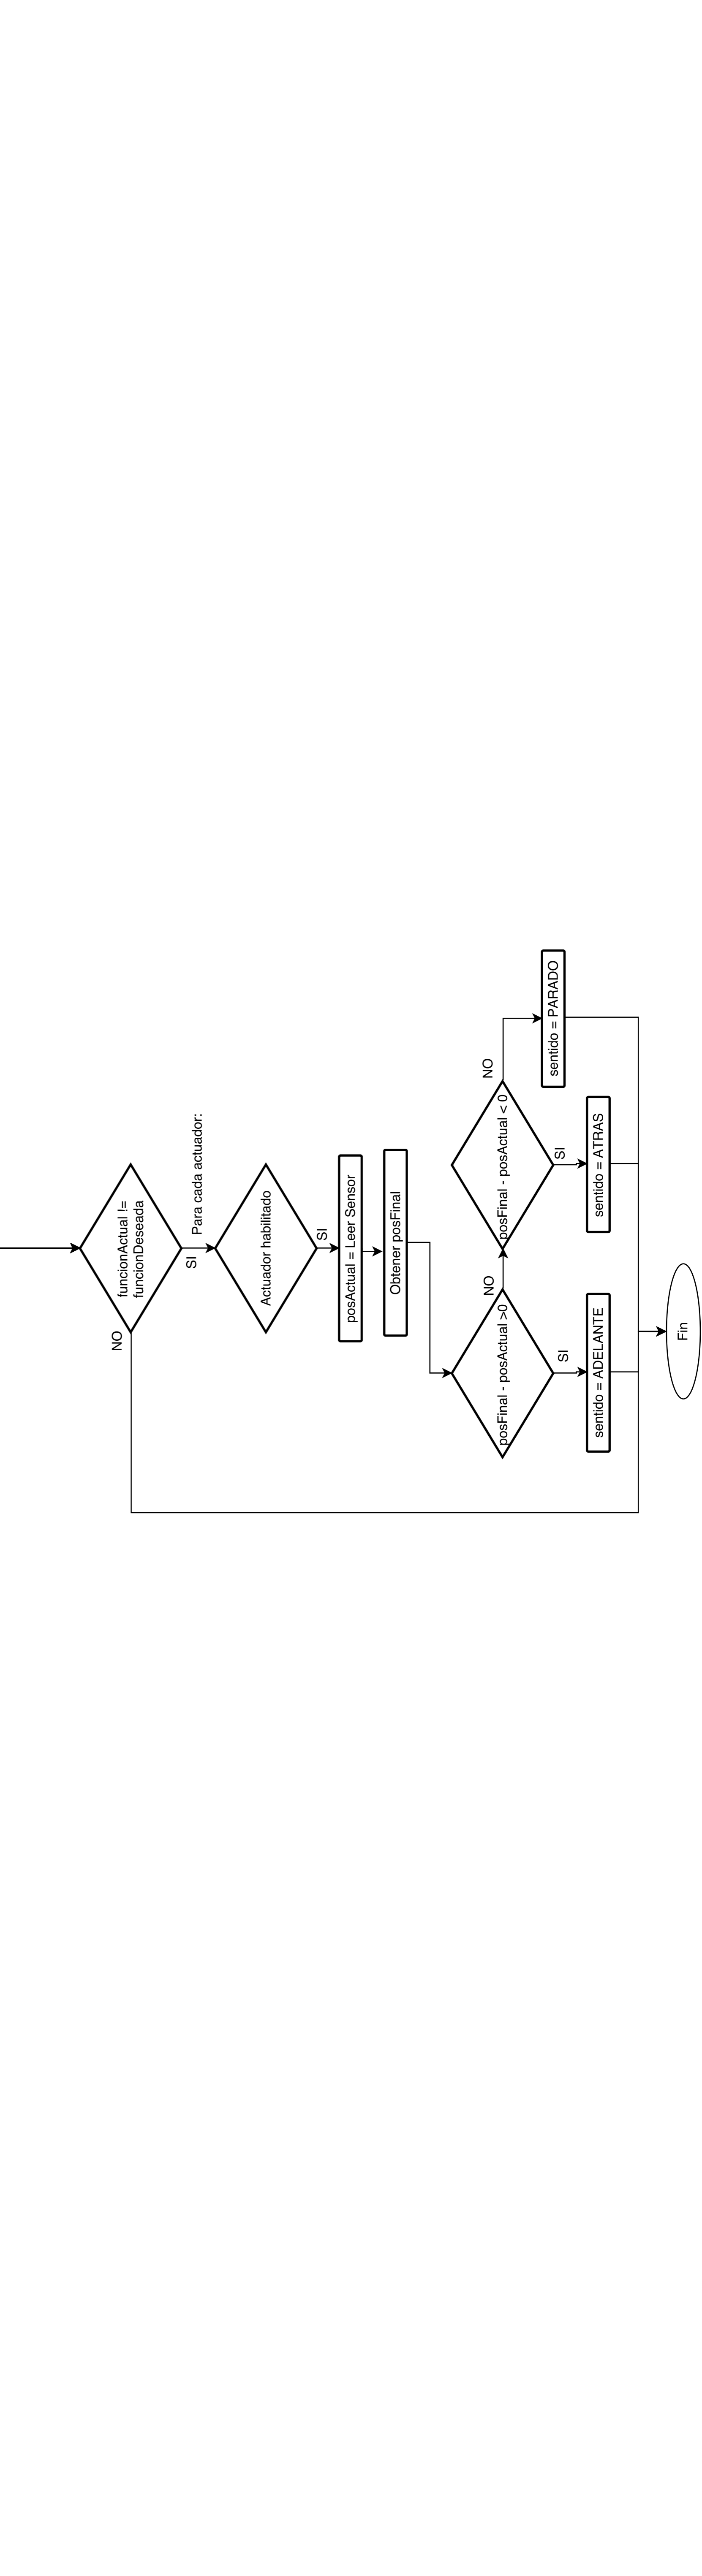 funcionActual !=
funcionDeseada
NO
SI
Para cada actuador:
Actuador habilitado
SI
posActual = Leer Sensor
Obtener posFinal
posFinal - posActual >0
NO
SI
posFinal - posActual < 0
NO
SI
sentido = PARADO
sentido = ADELANTE
sentido = ATRAS
Fin